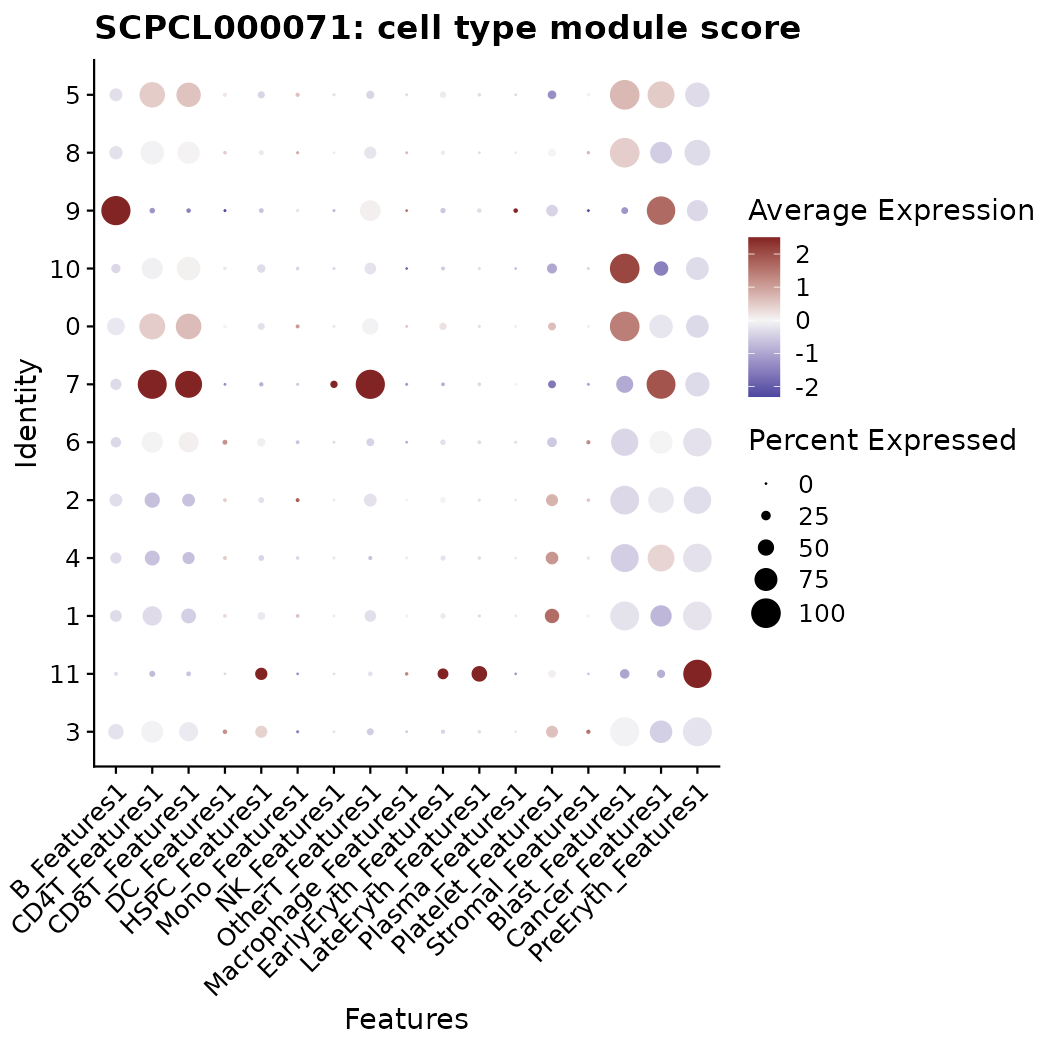 SCPCL000071: cell type module score
Identity
5
8
9
10
0
7
6
2
4
1
11
3
B_Features1
CD4T_Features1
CD8T_Features1
DC_Features1
HSPC_Features1
Mono_Features1
NK_Features1
OtherT_Features1
Macrophage_Features1
EarlyEryth_Features1
LateEryth_Features1
Plasma_Features1
Platelet_Features1
Stromal_Features1
Blast_Features1
Cancer_Features1
PreEryth_Features1
Features
Average Expression
2
1
0
-1
-2
Percent Expressed
0
25
50
75
100